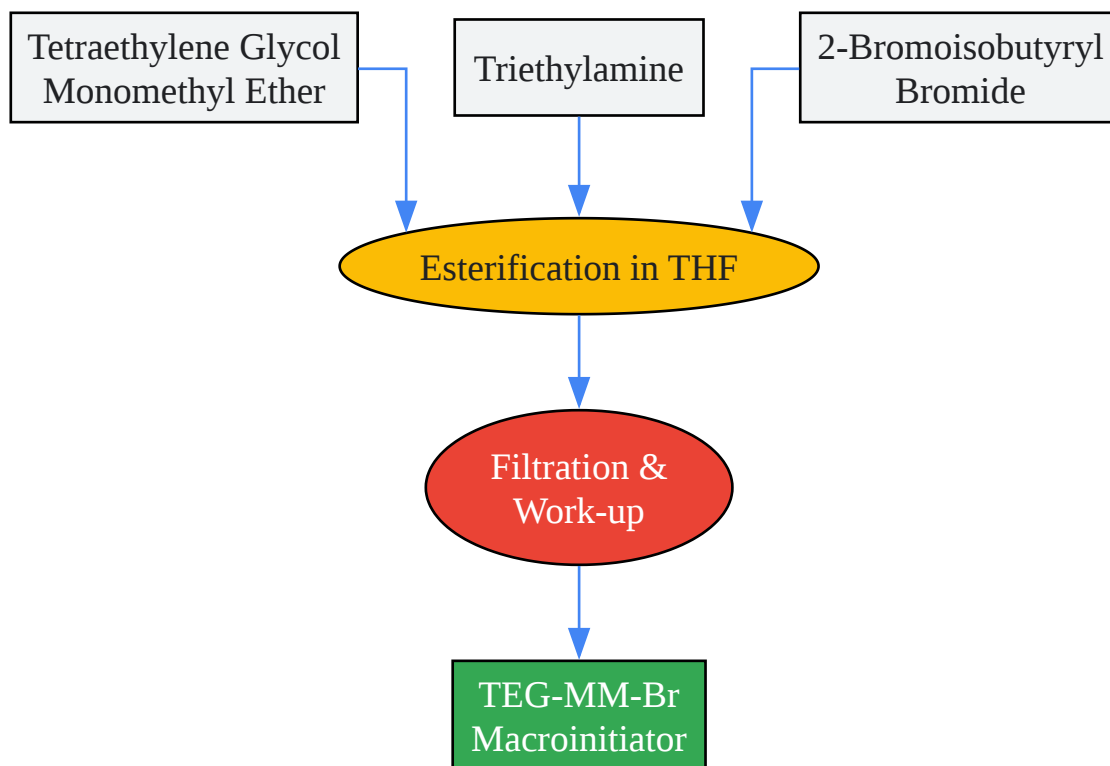 Tetraethylene Glycol
Monomethyl Ether
Triethylamine
2-Bromoisobutyryl
Bromide
Esterification in THF
Filtration &
Work-up
TEG-MM-Br
Macroinitiator